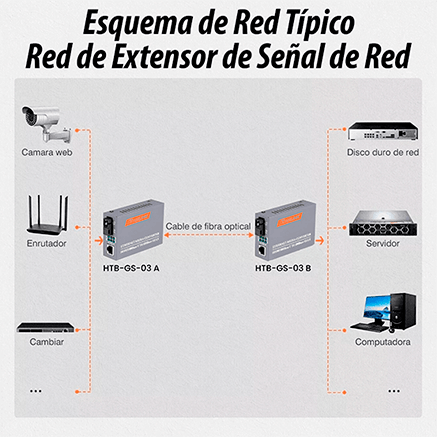 Esquema de Red Típico
Red de Extensor de Señal de Red
Camara web
Disco duro de red
Cable de fibra optical
Enrutador
Servidor
HTB-GS-03 A
HTB-GS-03 B
Cambiar
Computadora
...
...